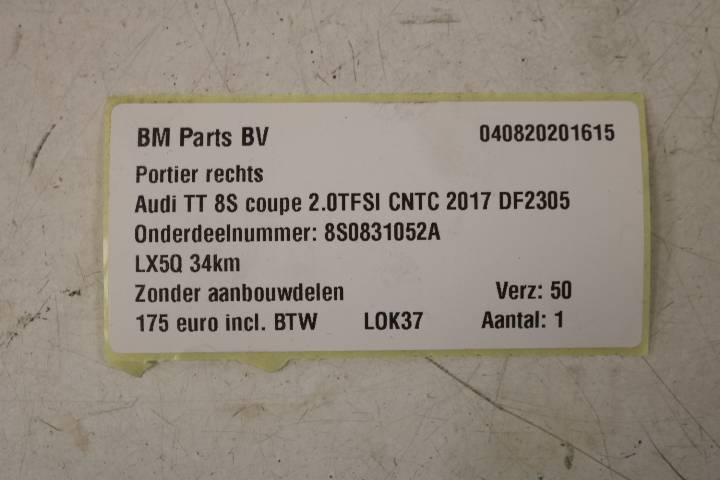 BM Parts BV 040820201615
Portier rechts
Audi TT 8S coupe 2.0TFSI CNTC 2017 DF2305
Onderdeelnummer: 8S0831052A
LX5Q 34km
Zonder aanbouwdelen Verz: 50
175 euro incl. BTW LOK37 Aantal: 1